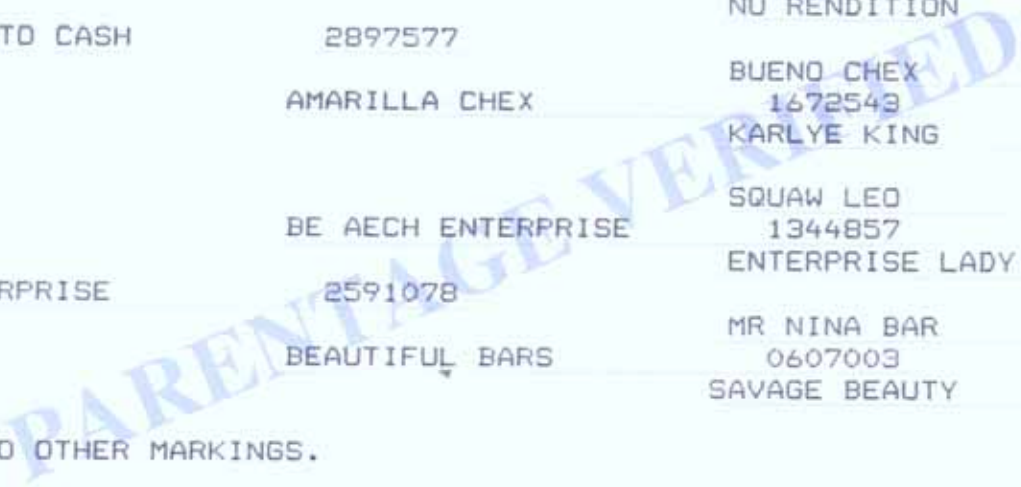 NO RENDITION
TO CASH 2897577
BUENO CHEX
AMARILLA CHEX 1672543
KARLYE KING
SQUAW LEO
BE AECH ENTERPRISE 1344857
ENTERPRISE LADY
RPRISE 2591078
MR NINA BAR
BEAUTIFUL BARS 0607003
SAVAGE BEAUTY
O OTHER MARKINGS.
PARENTAGE VERIFIED